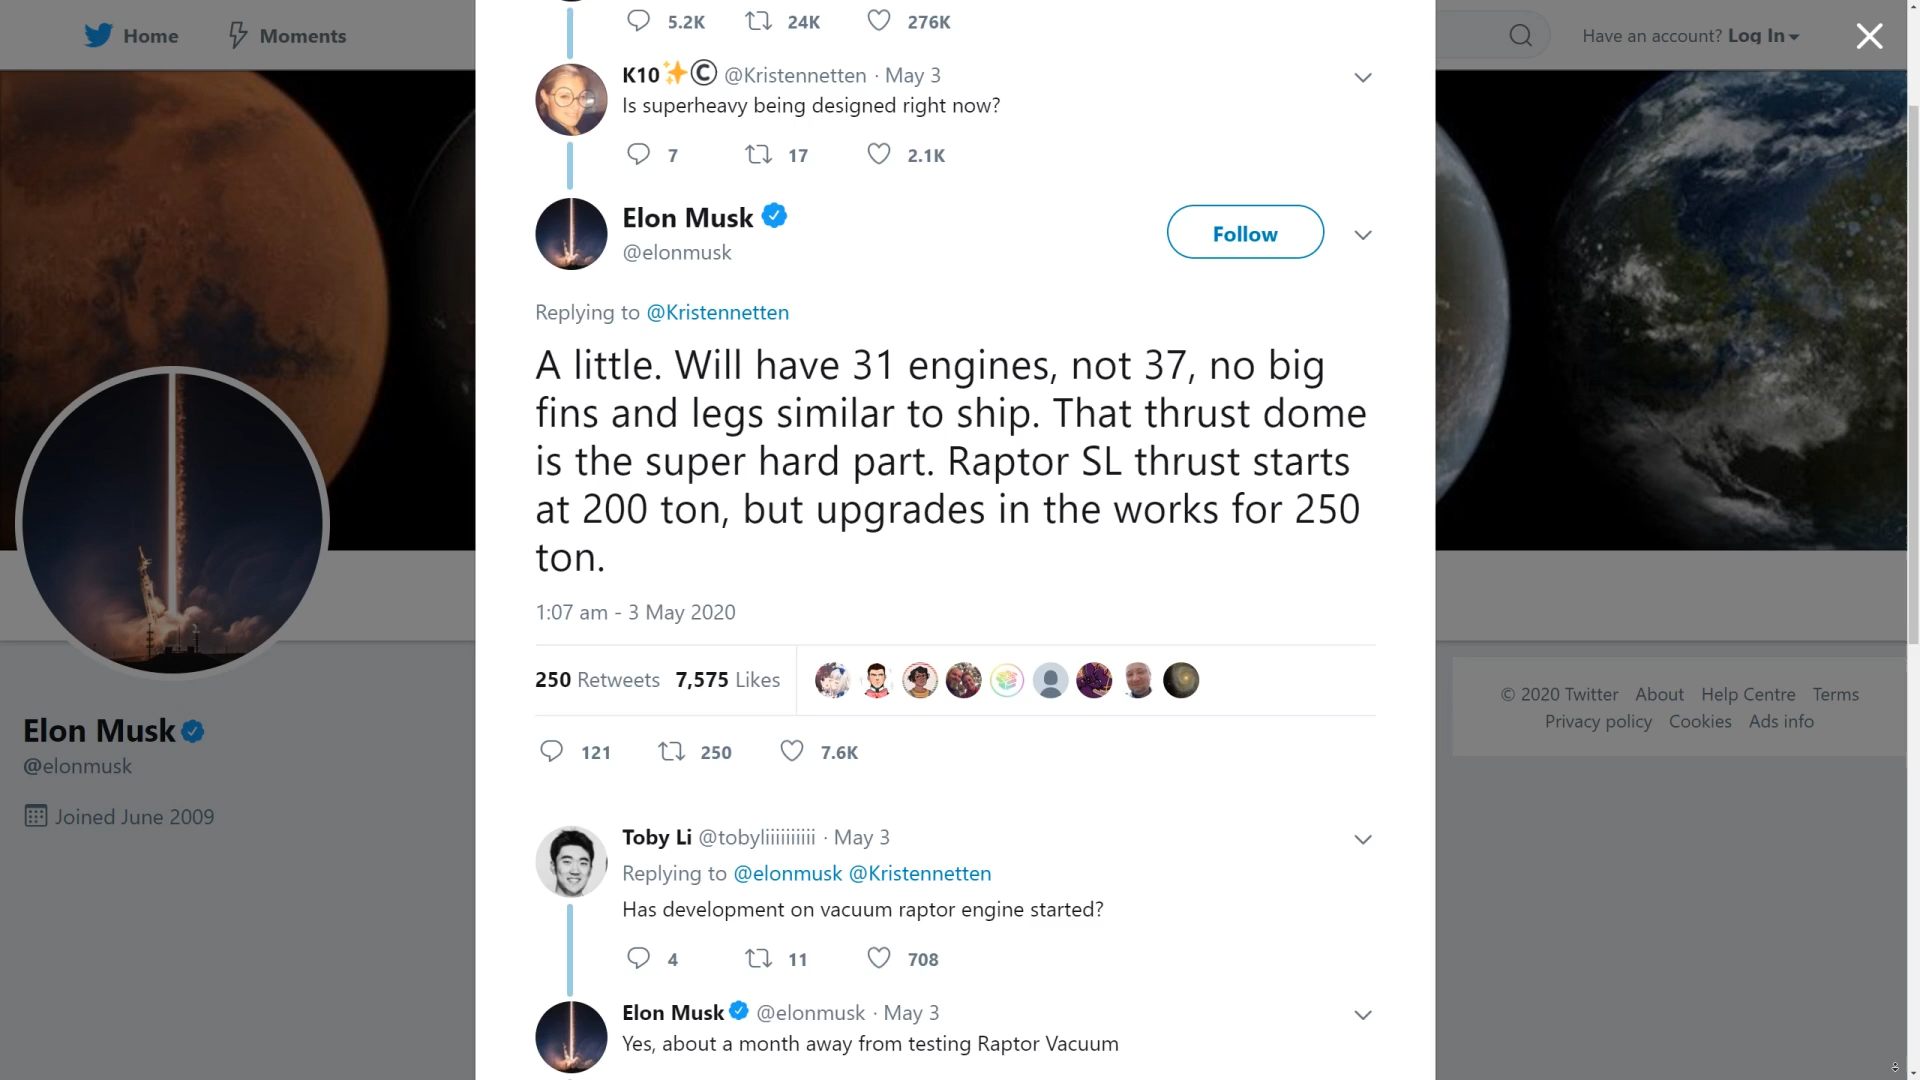 Home
Moments
Have an account? Log In
5.2K 24K 276K
K10✨© @Kristennetten · May 3
Is superheavy being designed right now?
7 17 2.1K
Elon Musk
@elonmusk
Follow
Replying to @Kristennetten
A little. Will have 31 engines, not 37, no big
fins and legs similar to ship. That thrust dome
is the super hard part. Raptor SL thrust starts
at 200 ton, but upgrades in the works for 250
ton.
1:07 am - 3 May 2020
250 Retweets 7,575 Likes
121 250 7.6K
Toby Li @tobyliiiiiiiiii · May 3
Replying to @elonmusk @Kristennetten
Has development on vacuum raptor engine started?
4 11 708
Elon Musk @elonmusk · May 3
Yes, about a month away from testing Raptor Vacuum
Elon Musk
@elonmusk
Joined June 2009
© 2020 Twitter About Help Centre Terms
Privacy policy Cookies Ads info